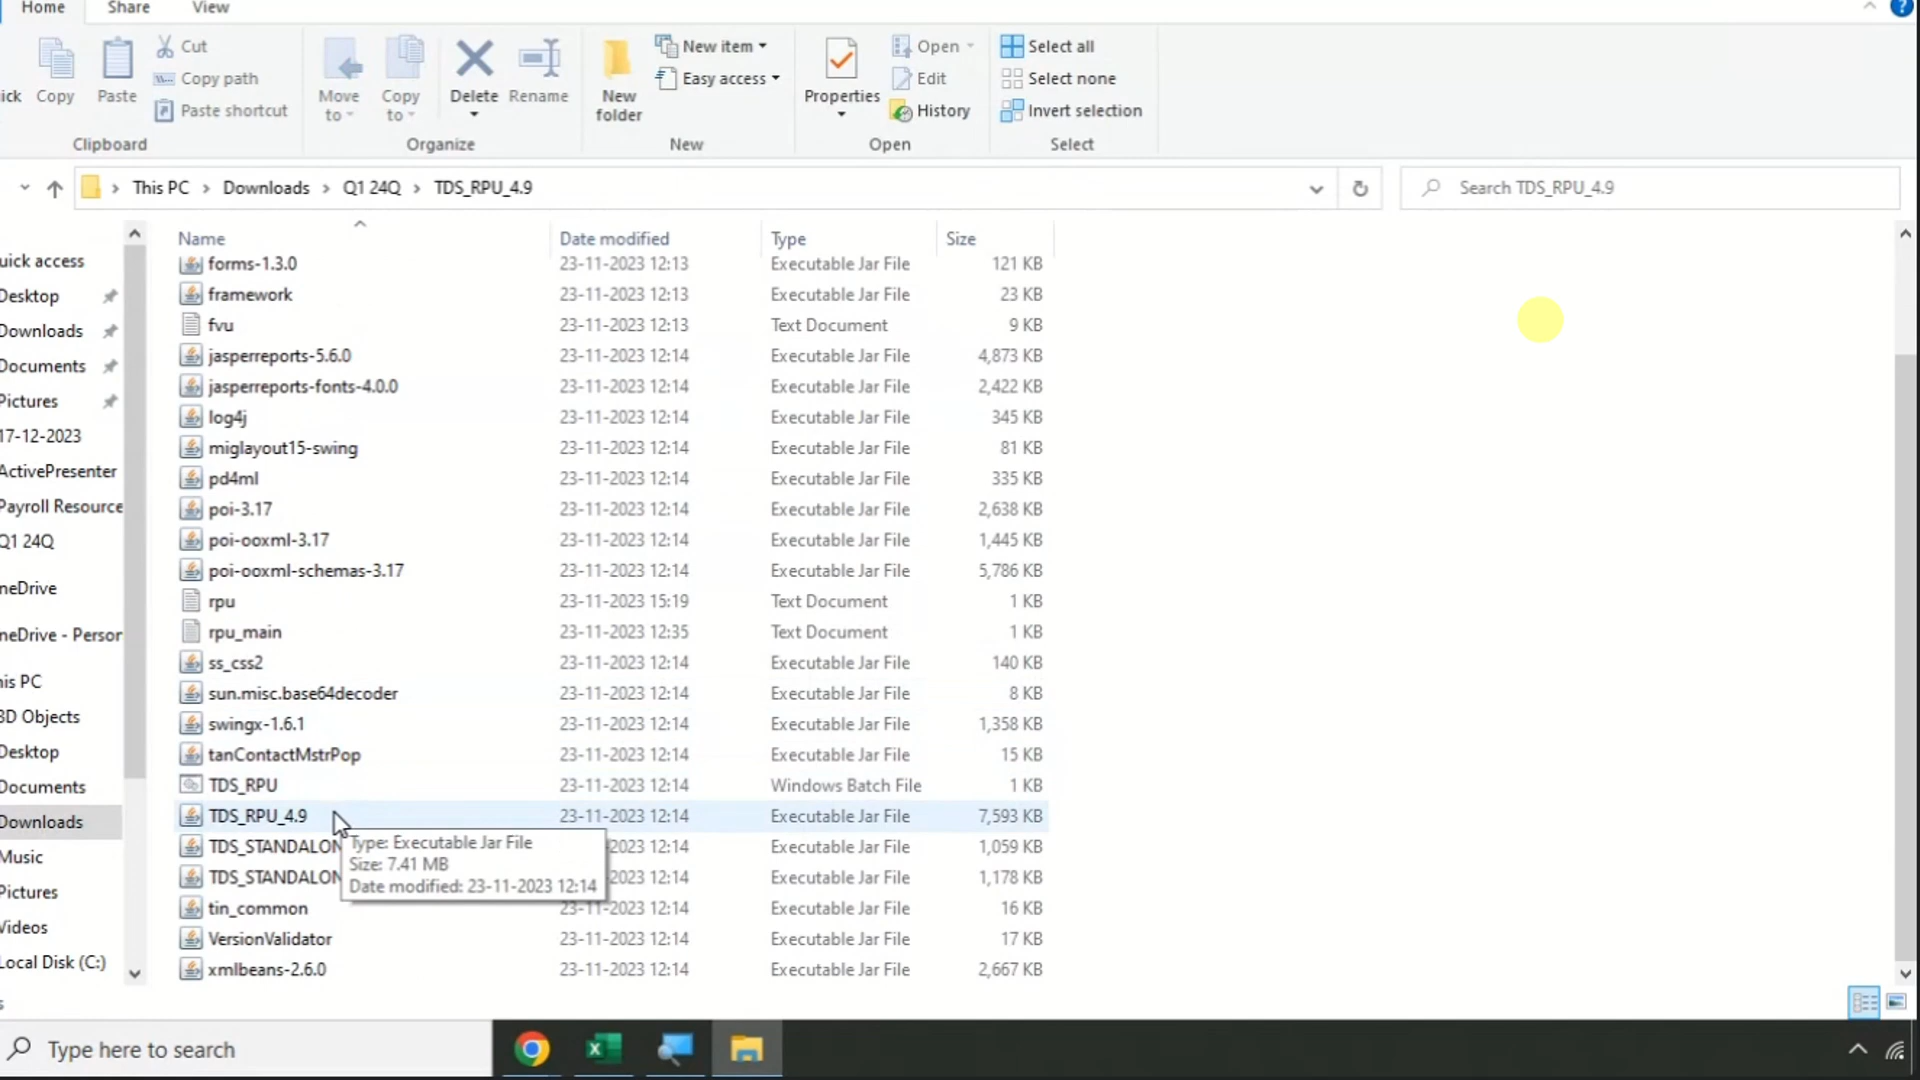 Home Share View
Cut
Copy path
Paste shortcut
ick Copy Paste
Move to
Copy to
Delete Rename
New folder
New item
Easy access
Properties
Open
Edit
History
Select all
Select none
Invert selection
Clipboard Organize New Open Select
This PC > Downloads > Q1 24Q > TDS_RPU_4.9
Search TDS_RPU_4.9
uick access
Desktop
Downloads
Documents
Pictures
17-12-2023
ActivePresenter
Payroll Resource
Q1 24Q
neDrive
neDrive - Person
his PC
3D Objects
Desktop
Documents
Downloads
Music
Pictures
Videos
Local Disk (C:)
Name Date modified Type Size
forms-1.3.0 23-11-2023 12:13 Executable Jar File 121 KB
framework 23-11-2023 12:13 Executable Jar File 23 KB
fvu 23-11-2023 12:13 Text Document 9 KB
jasperreports-5.6.0 23-11-2023 12:14 Executable Jar File 4,873 KB
jasperreports-fonts-4.0.0 23-11-2023 12:14 Executable Jar File 2,422 KB
log4j 23-11-2023 12:14 Executable Jar File 345 KB
miglayout15-swing 23-11-2023 12:14 Executable Jar File 81 KB
pd4ml 23-11-2023 12:14 Executable Jar File 335 KB
poi-3.17 23-11-2023 12:14 Executable Jar File 2,638 KB
poi-ooxml-3.17 23-11-2023 12:14 Executable Jar File 1,445 KB
poi-ooxml-schemas-3.17 23-11-2023 12:14 Executable Jar File 5,786 KB
rpu 23-11-2023 15:19 Text Document 1 KB
rpu_main 23-11-2023 12:35 Text Document 1 KB
ss_css2 23-11-2023 12:14 Executable Jar File 140 KB
sun.misc.base64decoder 23-11-2023 12:14 Executable Jar File 8 KB
swingx-1.6.1 23-11-2023 12:14 Executable Jar File 1,358 KB
tanContactMstrPop 23-11-2023 12:14 Executable Jar File 15 KB
TDS_RPU 23-11-2023 12:14 Windows Batch File 1 KB
TDS_RPU_4.9 23-11-2023 12:14 Executable Jar File 7,593 KB
TDS_STANDALON 2023 12:14 Executable Jar File 1,059 KB
TDS_STANDALON 2023 12:14 Executable Jar File 1,178 KB
tin_common 23-11-2023 12:14 Executable Jar File 16 KB
VersionValidator 23-11-2023 12:14 Executable Jar File 17 KB
xmlbeans-2.6.0 23-11-2023 12:14 Executable Jar File 2,667 KB
Type: Executable Jar File
Size: 7.41 MB
Date modified: 23-11-2023 12:14
s
Type here to search